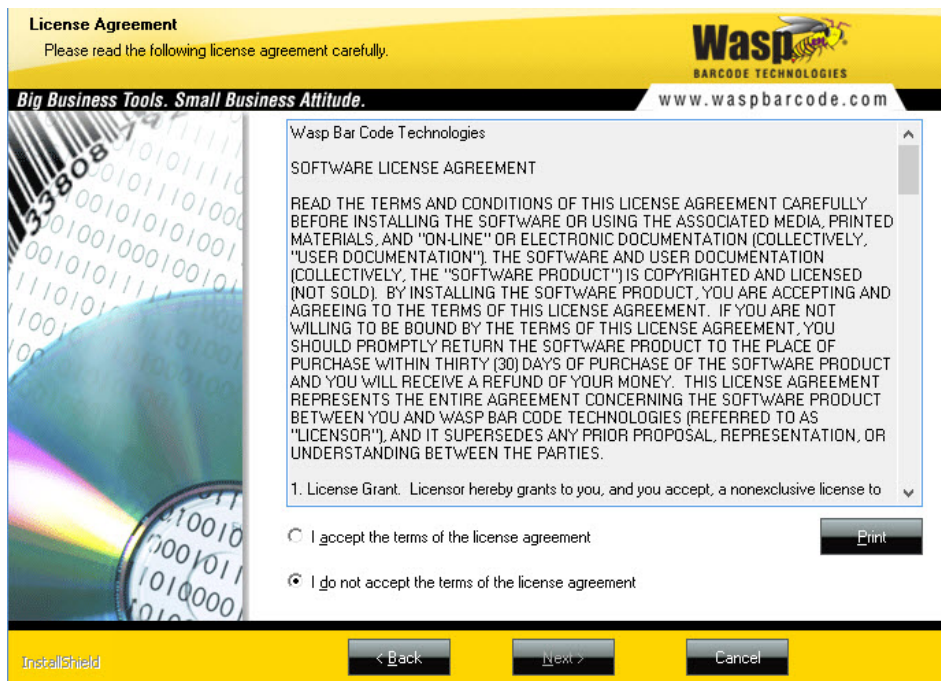 License Agreement
Please read the following license agreement carefully.
Wasp
BARCODE TECHNOLOGIES
Big Business Tools. Small Business Attitude.
www.waspbarcode.com
33808
Wasp Bar Code Technologies
SOFTWARE LICENSE AGREEMENT
READ THE TERMS AND CONDITIONS OF THIS LICENSE AGREEMENT CAREFULLY
BEFORE INSTALLING THE SOFTWARE OR USING THE ASSOCIATED MEDIA, PRINTED
MATERIALS, AND "ON-LINE" OR ELECTRONIC DOCUMENTATION (COLLECTIVELY,
"USER DOCUMENTATION"). THE SOFTWARE AND USER DOCUMENTATION
(COLLECTIVELY, THE "SOFTWARE PRODUCT") IS COPYRIGHTED AND LICENSED
(NOT SOLD). BY INSTALLING THE SOFTWARE PRODUCT, YOU ARE ACCEPTING AND
AGREEING TO THE TERMS OF THIS LICENSE AGREEMENT. IF YOU ARE NOT
WILLING TO BE BOUND BY THE TERMS OF THIS LICENSE AGREEMENT, YOU
SHOULD PROMPTLY RETURN THE SOFTWARE PRODUCT TO THE PLACE OF
PURCHASE WITHIN THIRTY (30) DAYS OF PURCHASE OF THE SOFTWARE PRODUCT
AND YOU WILL RECEIVE A REFUND OF YOUR MONEY. THIS LICENSE AGREEMENT
REPRESENTS THE ENTIRE AGREEMENT CONCERNING THE SOFTWARE PRODUCT
BETWEEN YOU AND WASP BAR CODE TECHNOLOGIES (REFERRED TO AS
"LICENSOR"), AND IT SUPERSEDES ANY PRIOR PROPOSAL, REPRESENTATION, OR
UNDERSTANDING BETWEEN THE PARTIES.
1. License Grant. Licensor hereby grants to you, and you accept, a nonexclusive license to
I accept the terms of the license agreement
Print
I do not accept the terms of the license agreement
InstallShield
< Back
Next >
Cancel